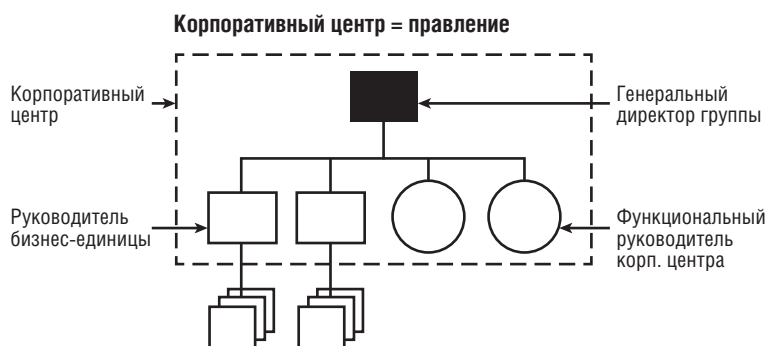 Корпоративный центр = правление
Корпоративный
центр
Генеральный
директор группы
Руководитель
бизнес-единицы
Функциональный
руководитель
корп. центра